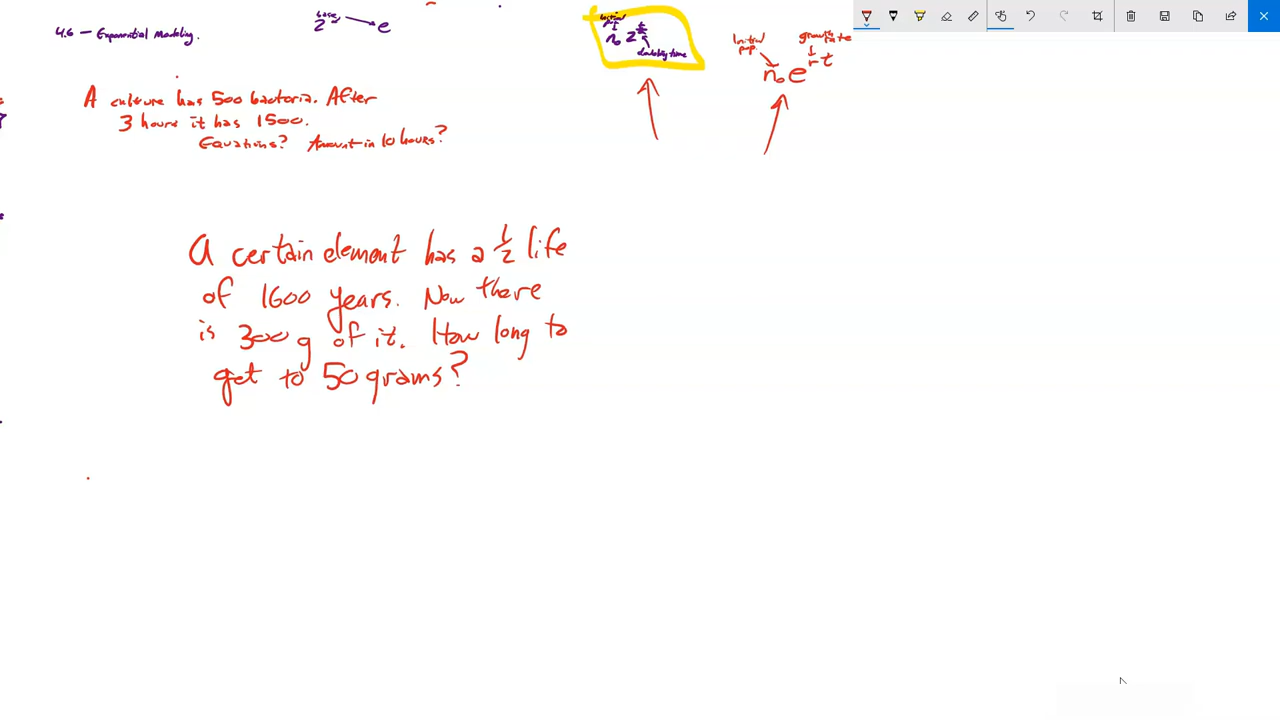 4.6 — Exponential Modeling.
base
2 → e
initial
n₀ 2^(t/a)
doubling time
Initial pop.
growth rate
n₀ e^(rt)
A culture has 500 bacteria. After
3 hours it has 1500.
Equations? Amount in 10 hours?
A certain element has a ½ life
of 1600 years. Now there
is 300 g of it. How long to
get to 50 grams?